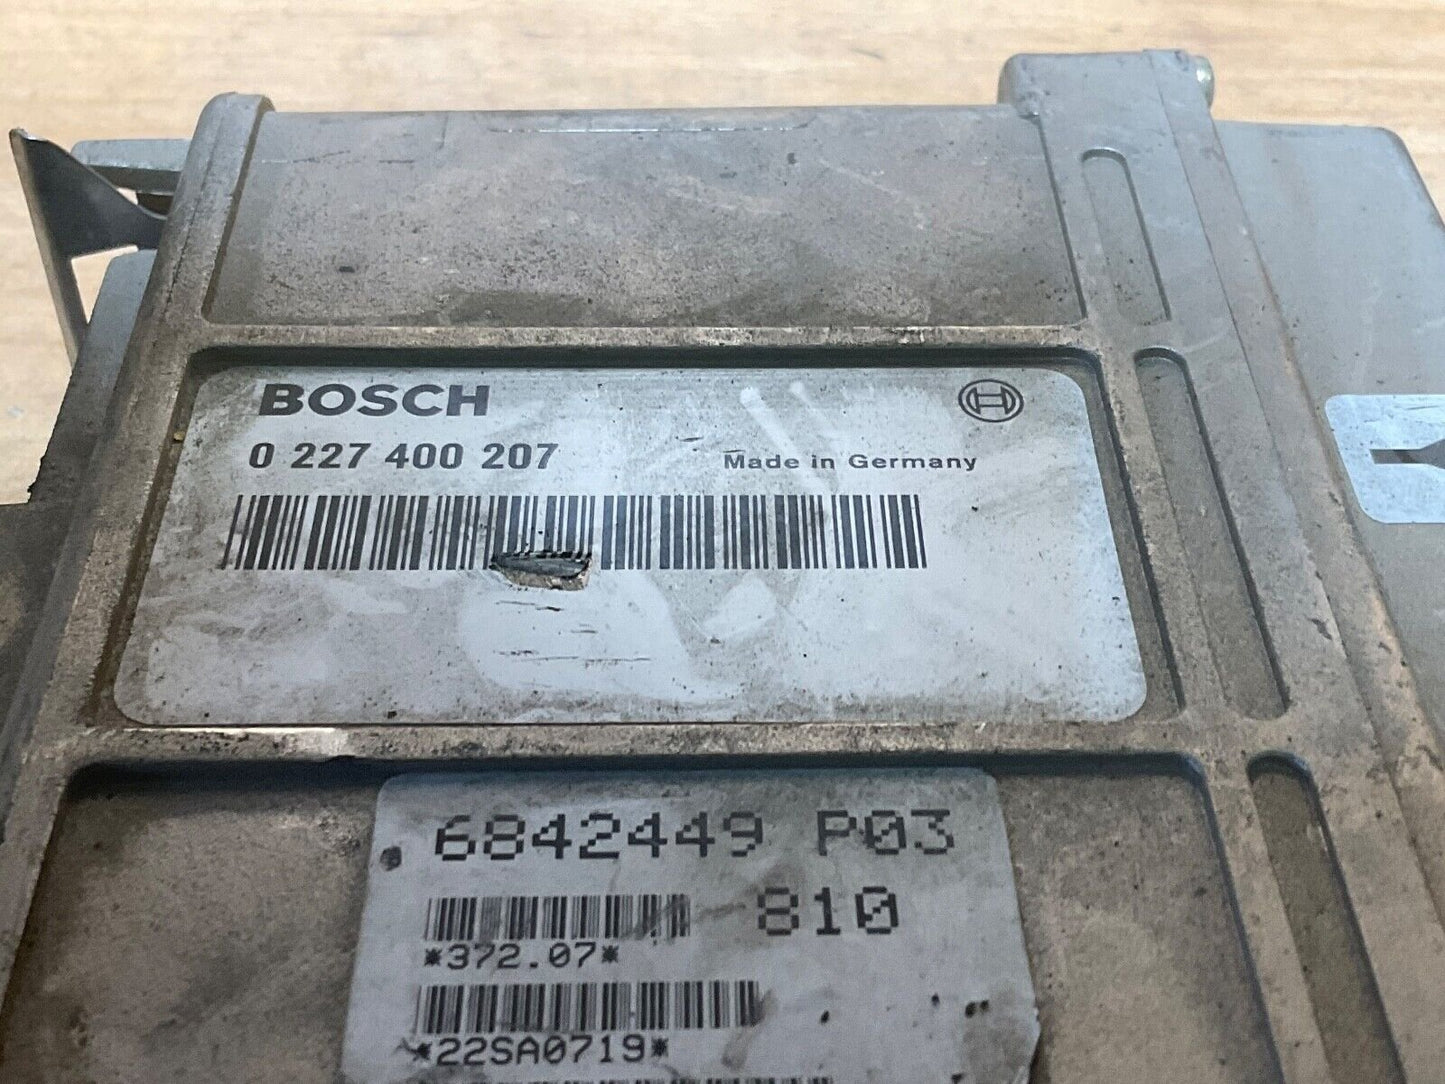 BOSCH
0 227 400 207
Made in Germany
6842449 P03
810
*372.07*
*22SA0719*